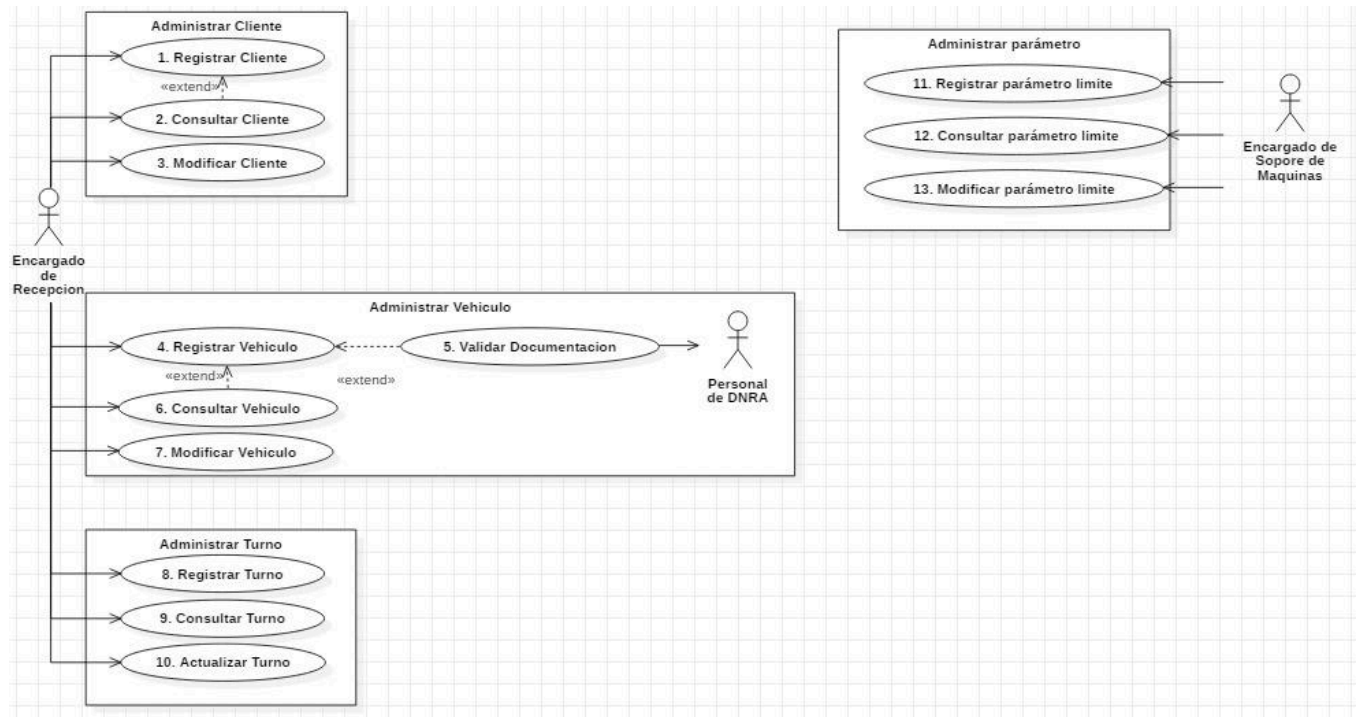 Administrar Cliente
1. Registrar Cliente
«extend»
2. Consultar Cliente
3. Modificar Cliente
Encargado
de
Recepcion
Administrar Vehiculo
4. Registrar Vehiculo
5. Validar Documentacion
«extend»
«extend»
6. Consultar Vehiculo
7. Modificar Vehiculo
Personal
de DNRA
Administrar Turno
8. Registrar Turno
9. Consultar Turno
10. Actualizar Turno
Administrar parámetro
11. Registrar parámetro limite
12. Consultar parámetro limite
13. Modificar parámetro limite
Encargado de
Sopore de
Maquinas